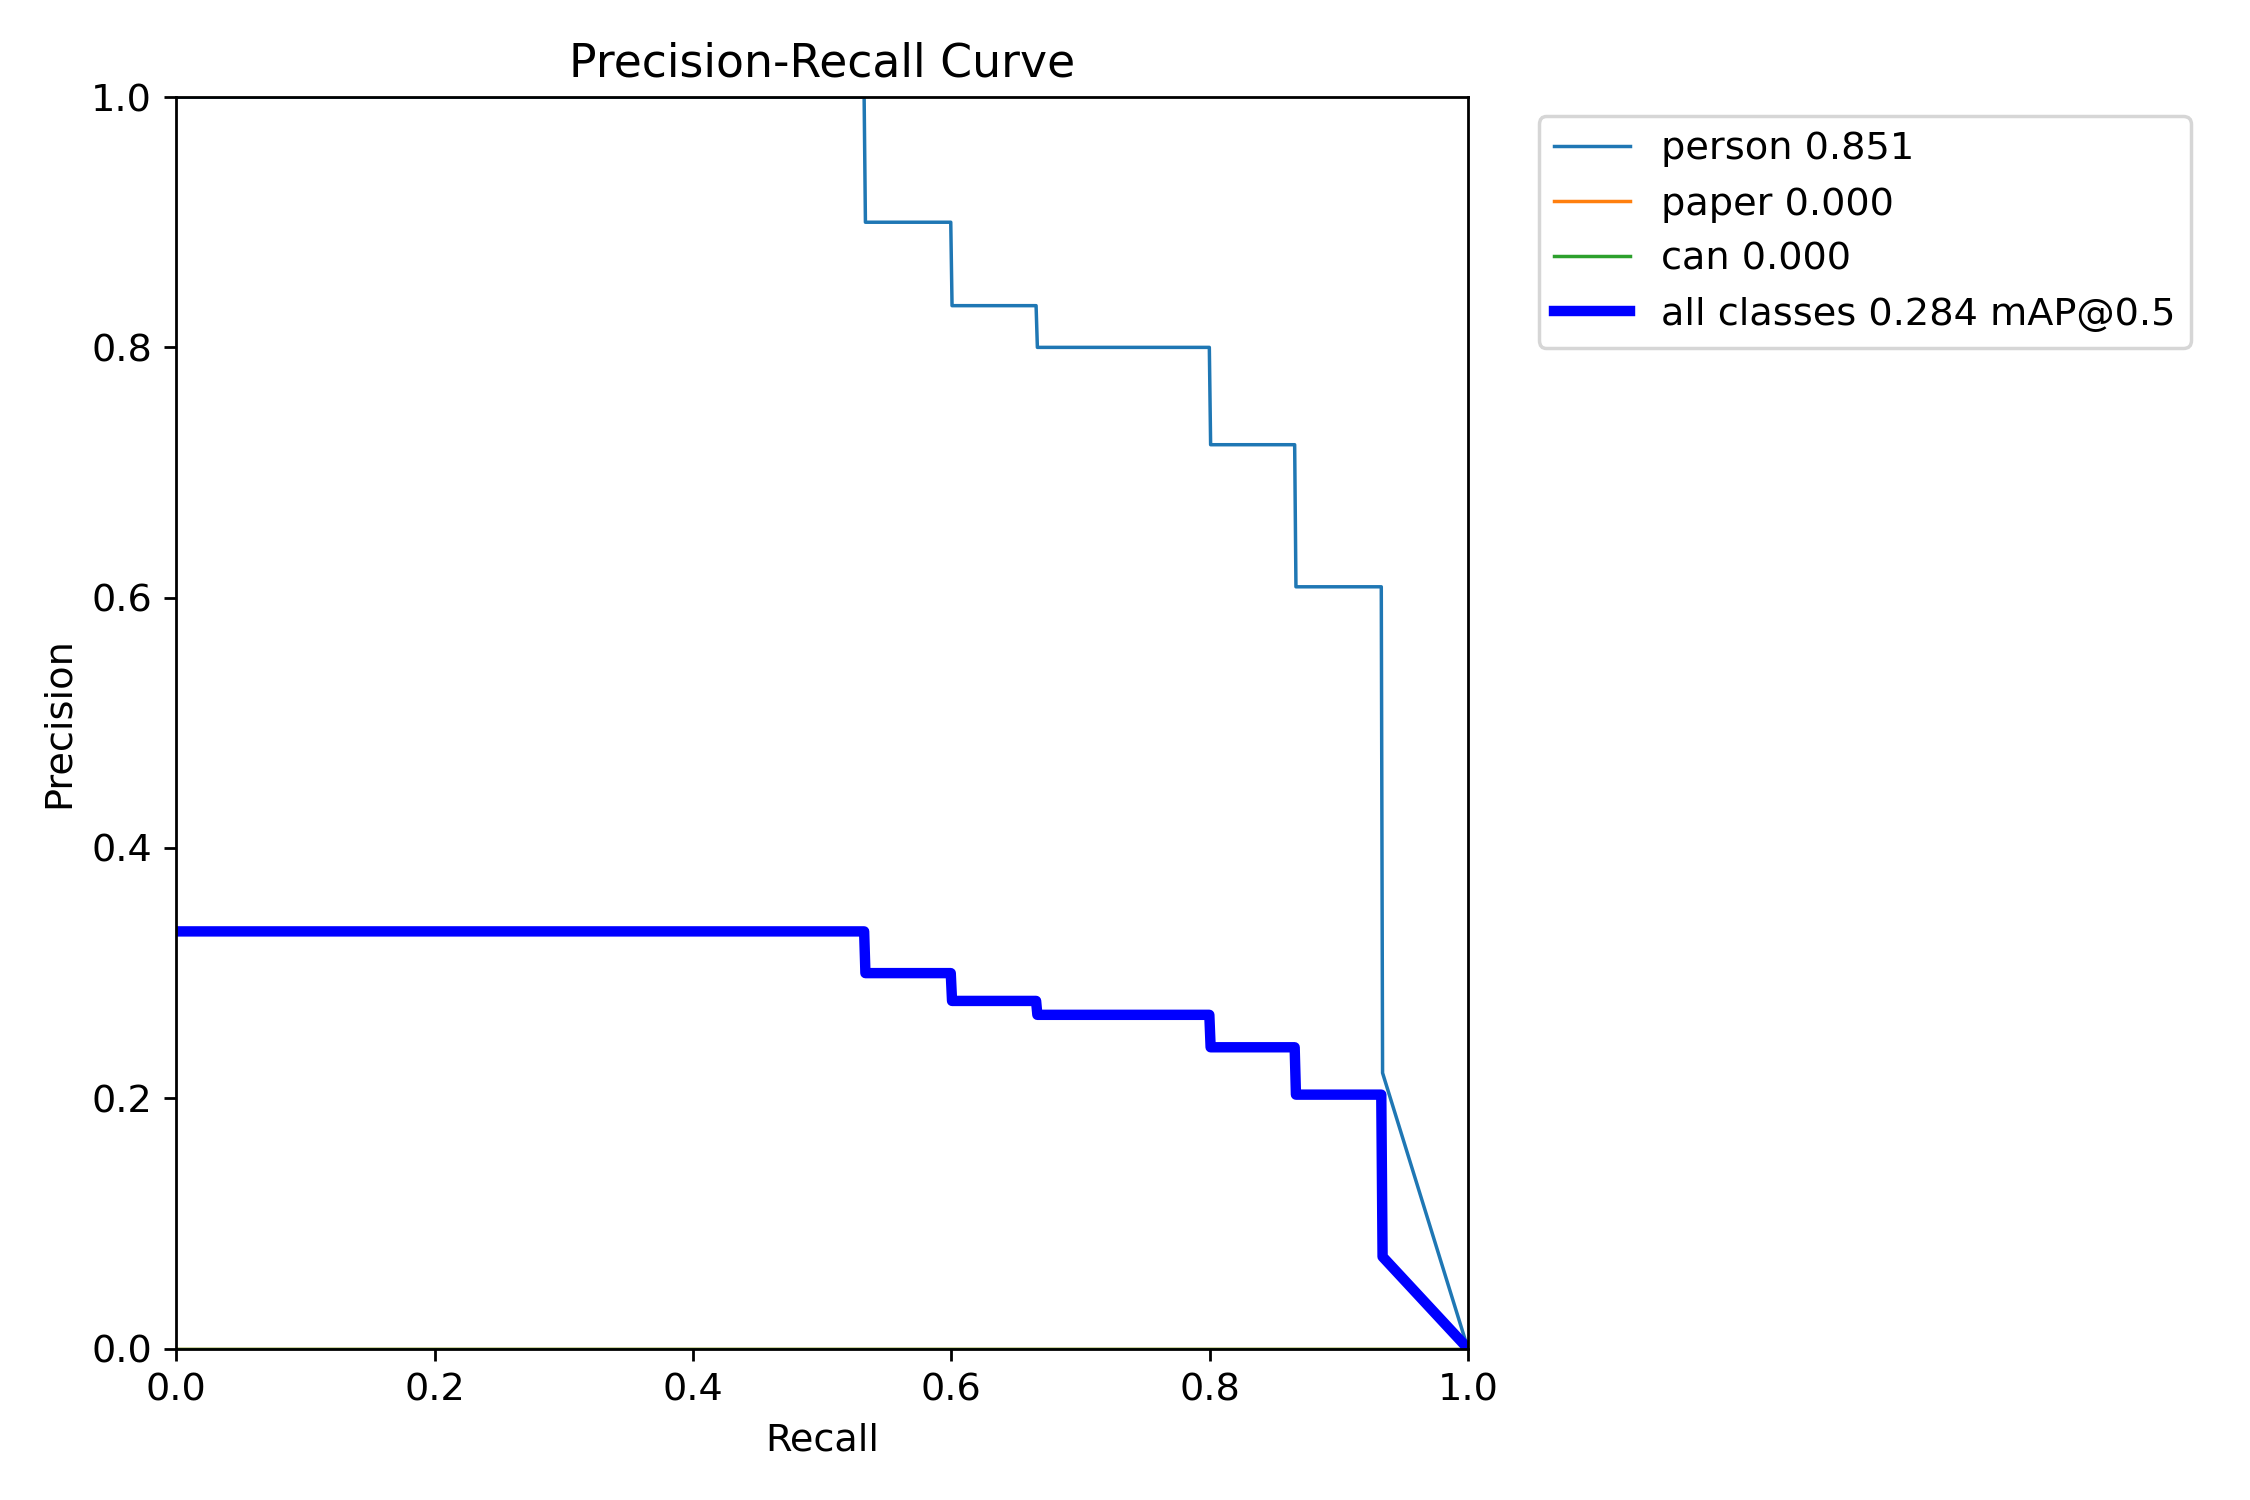 Precision-Recall Curve
1.0
0.8
0.6
0.4
0.2
0.0
Precision
0.0 0.2 0.4 0.6 0.8 1.0
Recall
person 0.851
paper 0.000
can 0.000
all classes 0.284 mAP@0.5